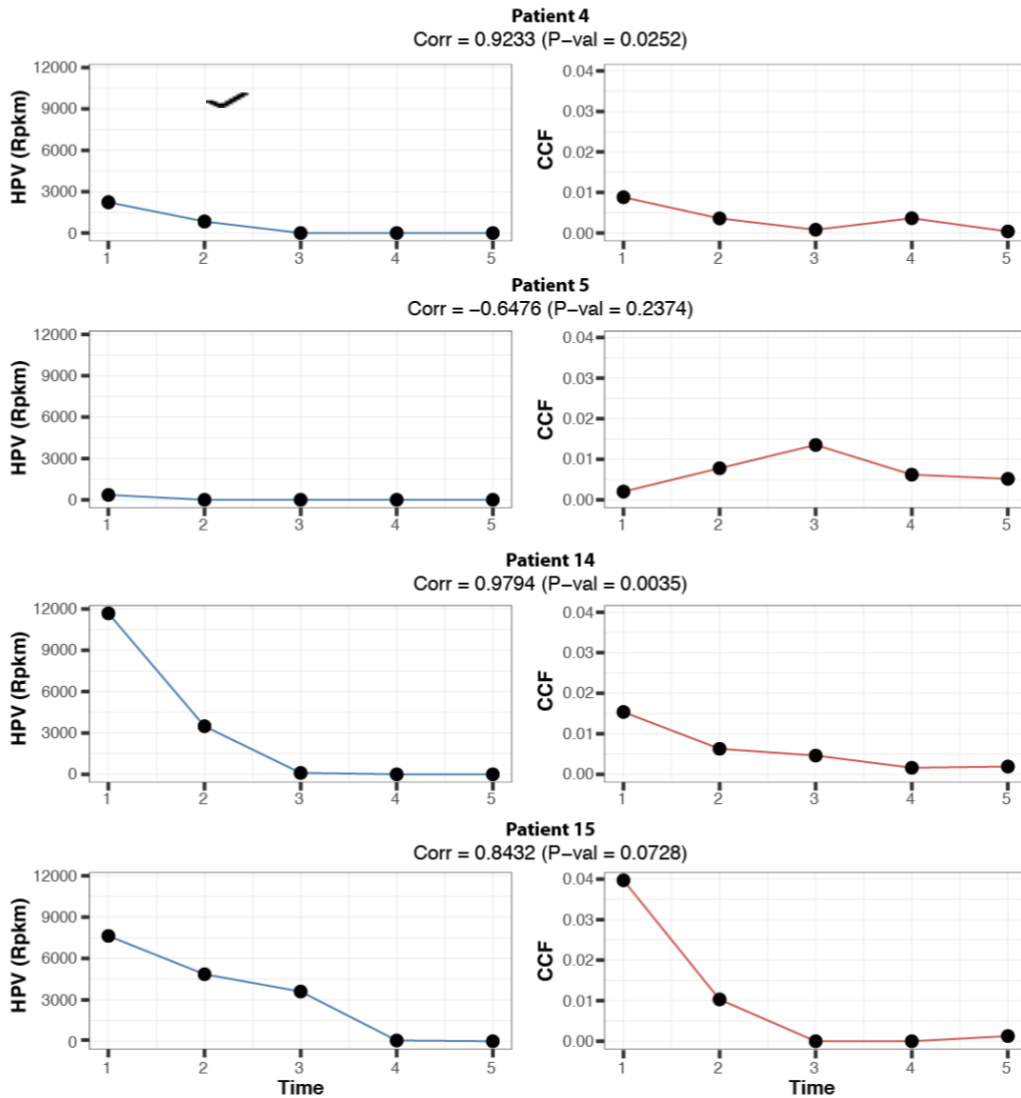 Patient 4
Corr = 0.9233 (P−val = 0.0252)
HPV (Rpkm)
12000
9000
6000
3000
0
1 2 3 4 5
CCF
0.04
0.03
0.02
0.01
0.00
1 2 3 4 5
Patient 5
Corr = −0.6476 (P−val = 0.2374)
HPV (Rpkm)
12000
9000
6000
3000
0
1 2 3 4 5
CCF
0.04
0.03
0.02
0.01
0.00
1 2 3 4 5
Patient 14
Corr = 0.9794 (P−val = 0.0035)
HPV (Rpkm)
12000
9000
6000
3000
0
1 2 3 4 5
CCF
0.04
0.03
0.02
0.01
0.00
1 2 3 4 5
Patient 15
Corr = 0.8432 (P−val = 0.0728)
HPV (Rpkm)
12000
9000
6000
3000
0
1 2 3 4 5
Time
CCF
0.04
0.03
0.02
0.01
0.00
1 2 3 4 5
Time